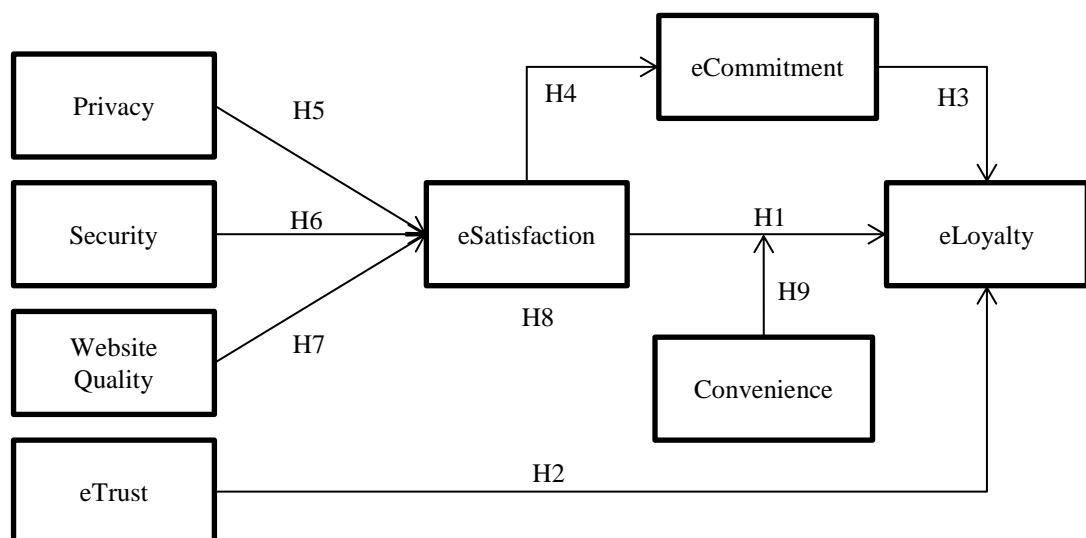 eCommitment
Privacy
H5
H4
H3
Security
H6
eSatisfaction
H1
eLoyalty
H8
H9
Website
Quality
H7
Convenience
eTrust
H2